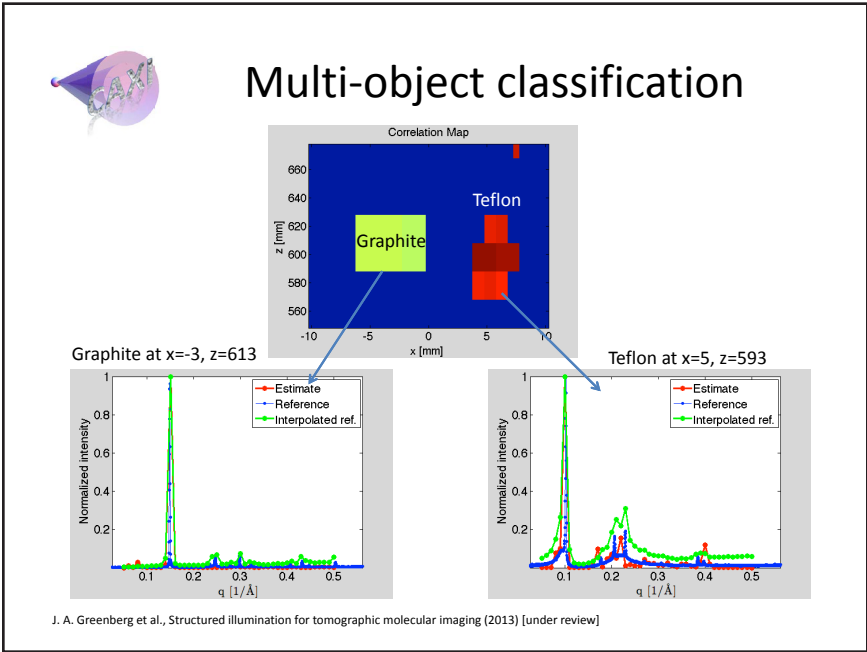 CAXI
Multi-object classification
Correlation Map
660
640
620
600
580
560
z [mm]
Teflon
Graphite
-10 -5 0 5 10
x [mm]
Graphite at x=-3, z=613
Teflon at x=5, z=593
1
0.8
0.6
0.4
0.2
Normalized intensity
Estimate
Reference
Interpolated ref.
0.1 0.2 0.3 0.4 0.5
q [1/Å]
1
0.8
0.6
0.4
0.2
Normalized intensity
Estimate
Reference
Interpolated ref.
0.1 0.2 0.3 0.4 0.5
q [1/Å]
J. A. Greenberg et al., Structured illumination for tomographic molecular imaging (2013) [under review]